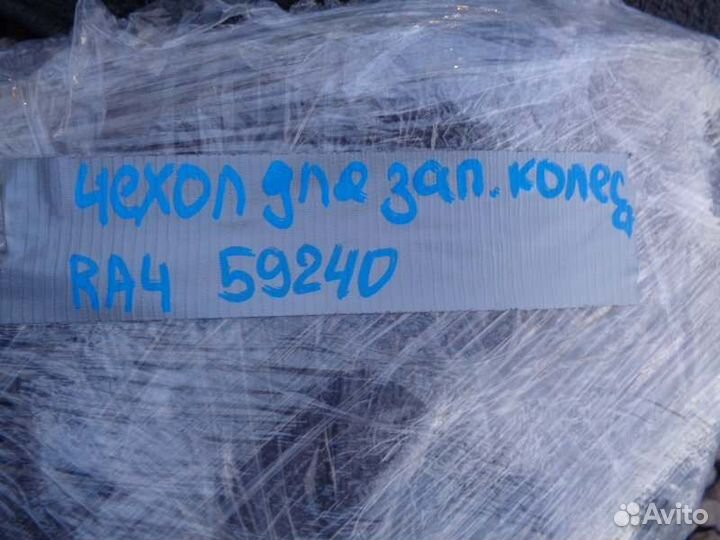 чехол для зап. колес
RA4 59240
Avito